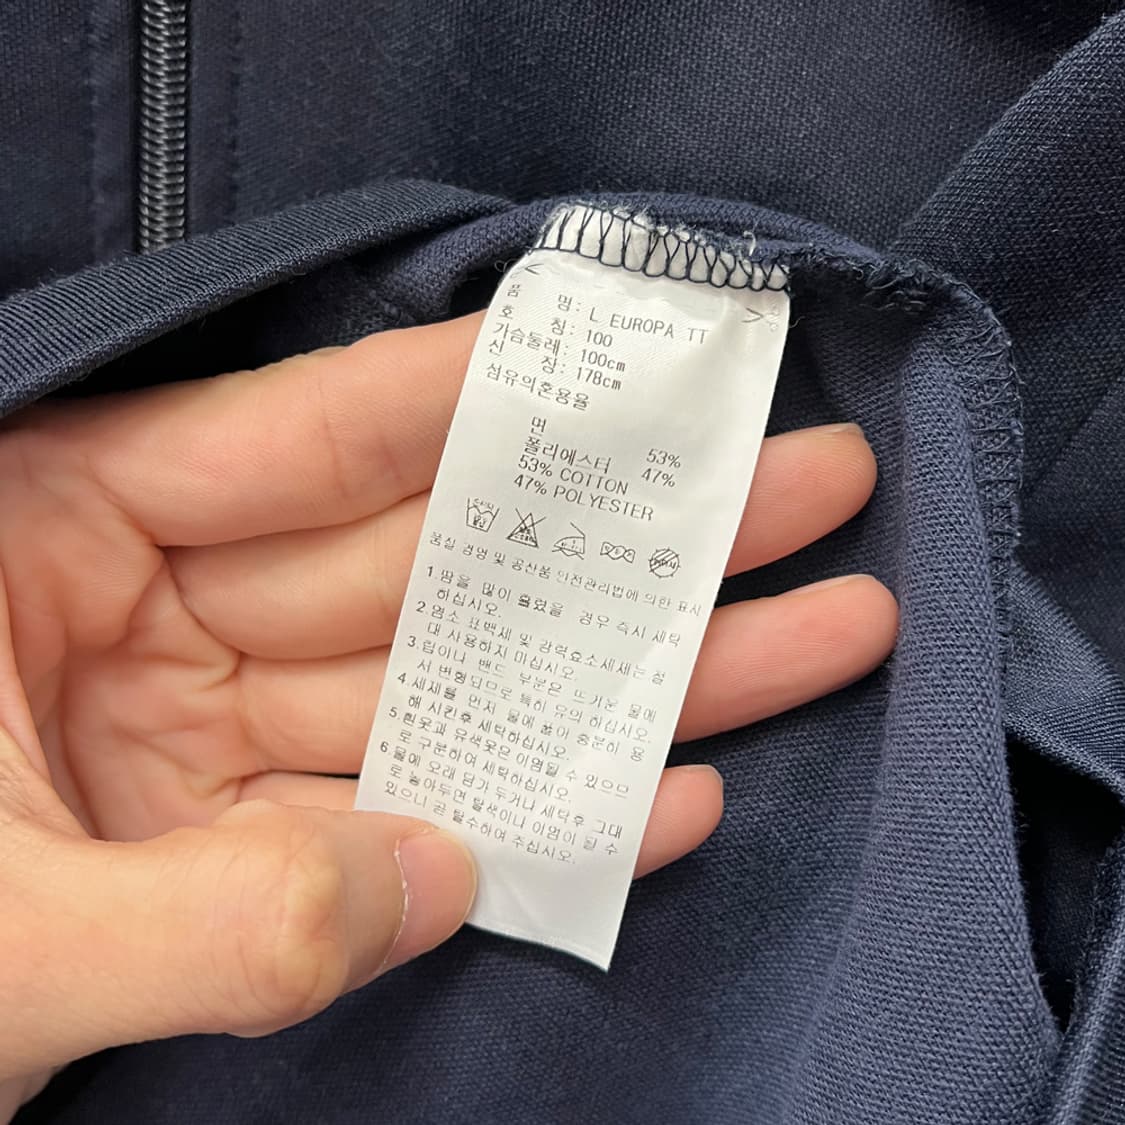 품 명: L EUROPA TT
호 칭: 100
가슴둘레: 100cm
신 장: 178cm
섬유의혼용율
면 53%
폴리에스터 47%
53% COTTON
47% POLYESTER
품질 경영 및 공산품 안전관리법에 의한 표시
1.땀을 많이 흘렸을 경우 즉시 세탁
하십시오.
2.염소 표백제 및 강력효소세제는 절
대 사용하지 마십시오.
3.립이나 밴드 부분은 뜨거운 물에
서 변형되므로 특히 유의 하십시오.
4.세제를 먼저 물에 풀어 충분히 용
해 시킨후 세탁하십시오.
5.흰옷과 유색옷은 이염될 수 있으므
로 구분하여 세탁하십시오.
6.물에 오래 담가 두거나 세탁후 그대
로 놓아두면 탈색이나 이염이 될 수
있으니 곧 탈수하여 주십시오.